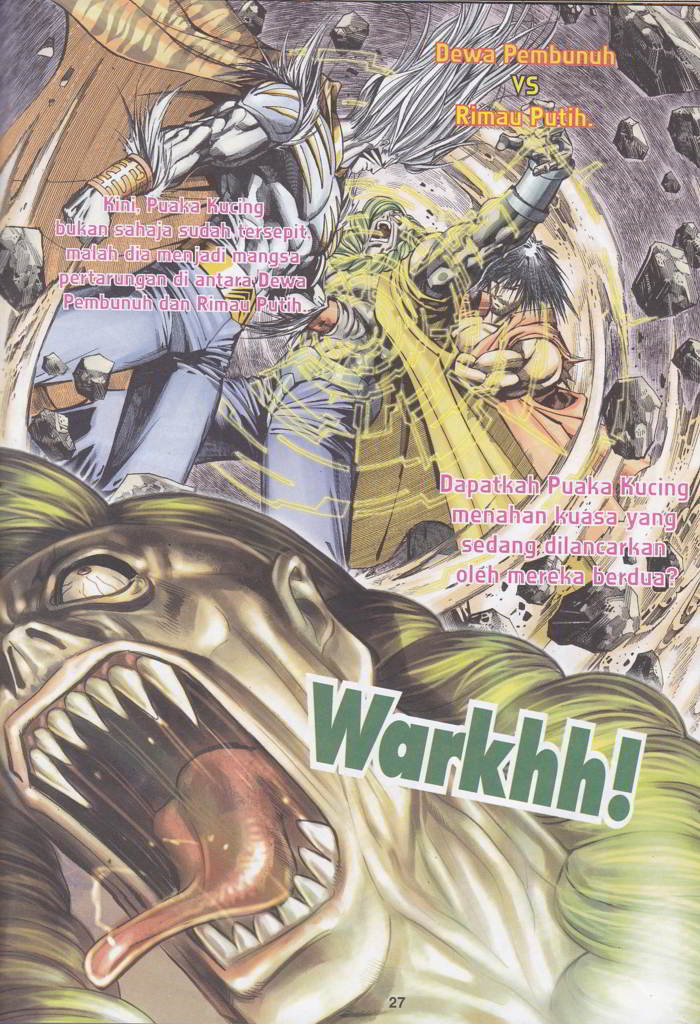 Dewa Pembunuh
VS
Rimau Putih.
Kini, Puaka Kucing
bukan sahaja sudah tersepit
malah dia menjadi mangsa
pertarungan di antara Dewa
Pembunuh dan Rimau Putih.
Dapatkah Puaka Kucing
menahan kuasa yang
sedang dilancarkan
oleh mereka berdua?
Warkhh!
27